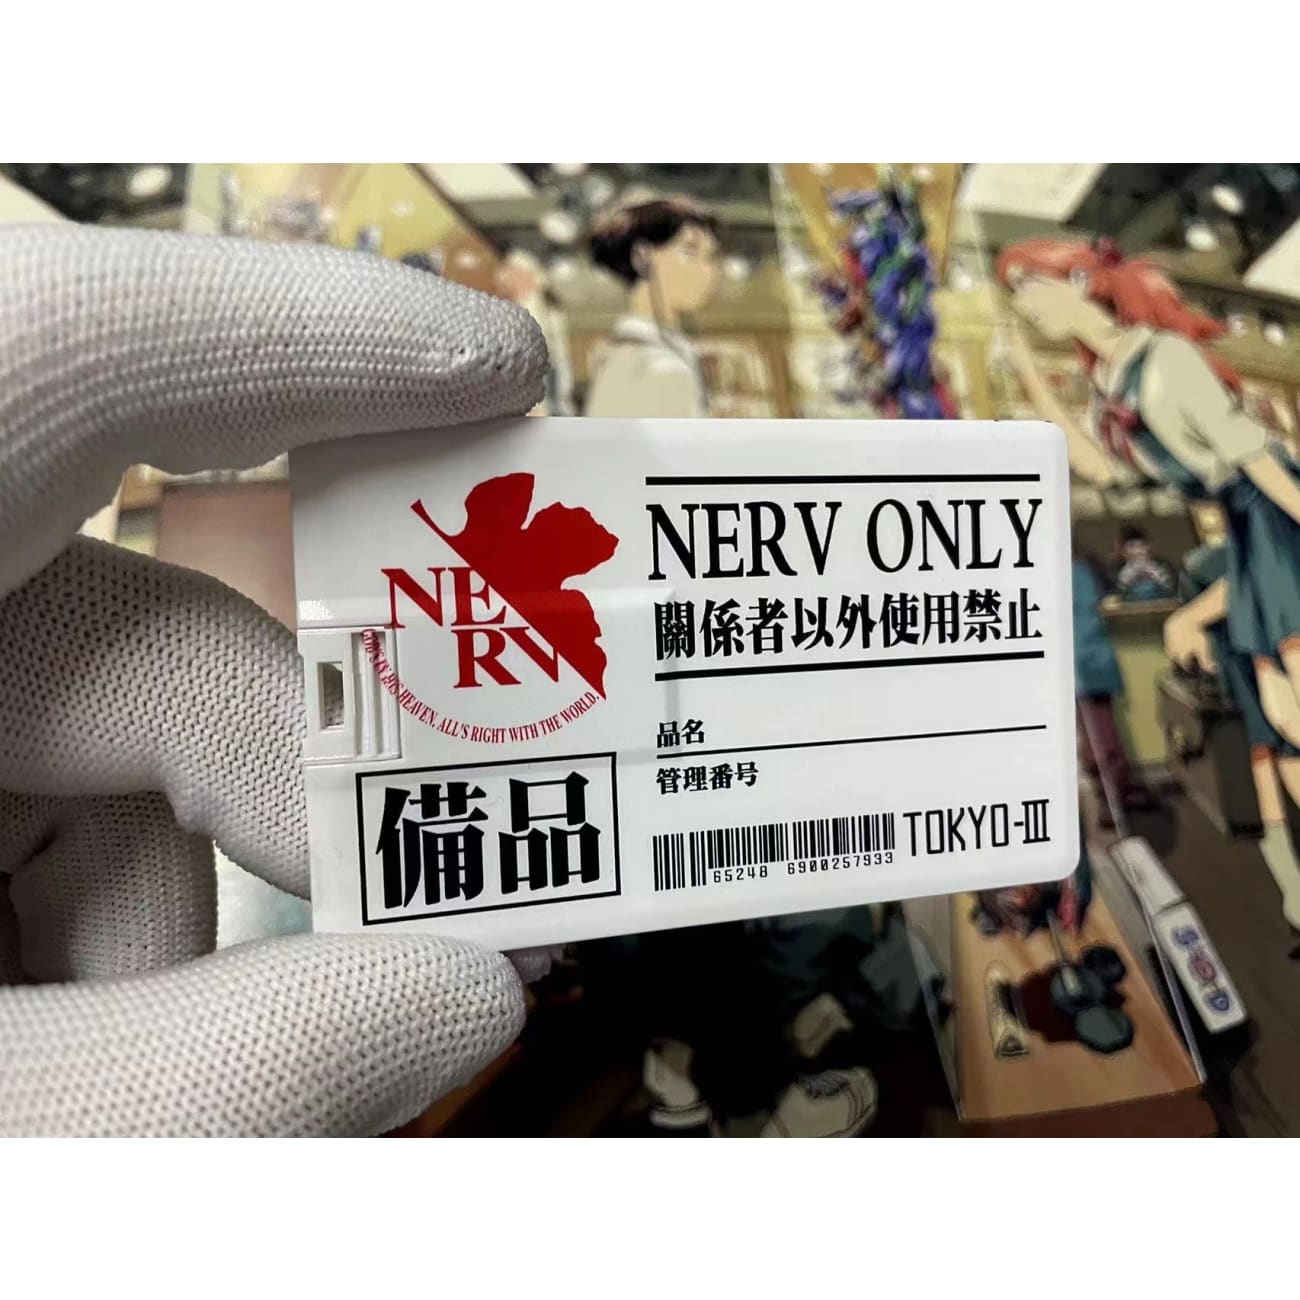 NERV
GOD'S IN HIS HEAVEN, ALL'S RIGHT WITH THE WORLD.
備品
NERV ONLY
關係者以外使用禁止
品名
管理番号
65248 6900257933
TOKYO-III